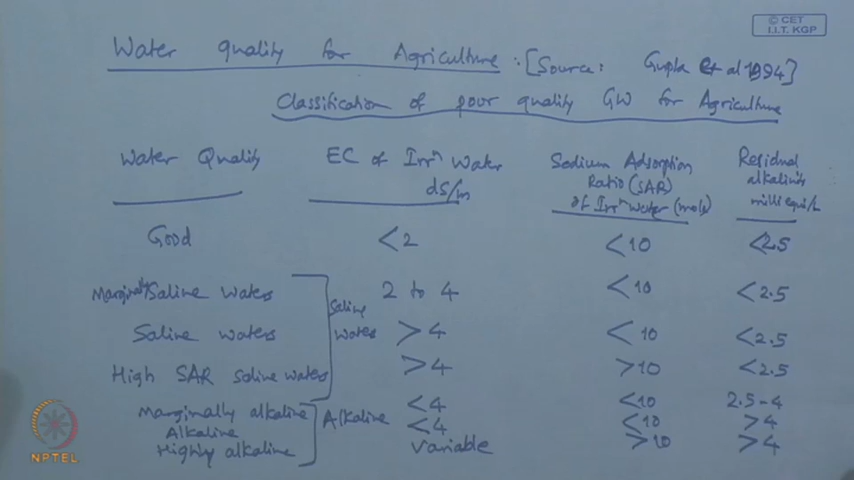 © CET
I.I.T. KGP
Water quality for Agriculture :[Source: Gupta et al 1994]
Classification of poor quality GW for Agriculture
Water Quality EC of Irrn Water dS/m Sodium Adsorption Ratio (SAR) of Irrn water (mols) Residual alkalinity milli equi/L
Good <2 <10 <2.5
Marginally Saline waters 2 to 4 <10 <2.5
Saline waters >4 <10 <2.5
Saline waters
High SAR saline waters >4 >10 <2.5
Marginally alkaline <4 <10 2.5-4
Alkaline
Alkaline <4 <10 >4
Highly alkaline variable >10 >4
NPTEL